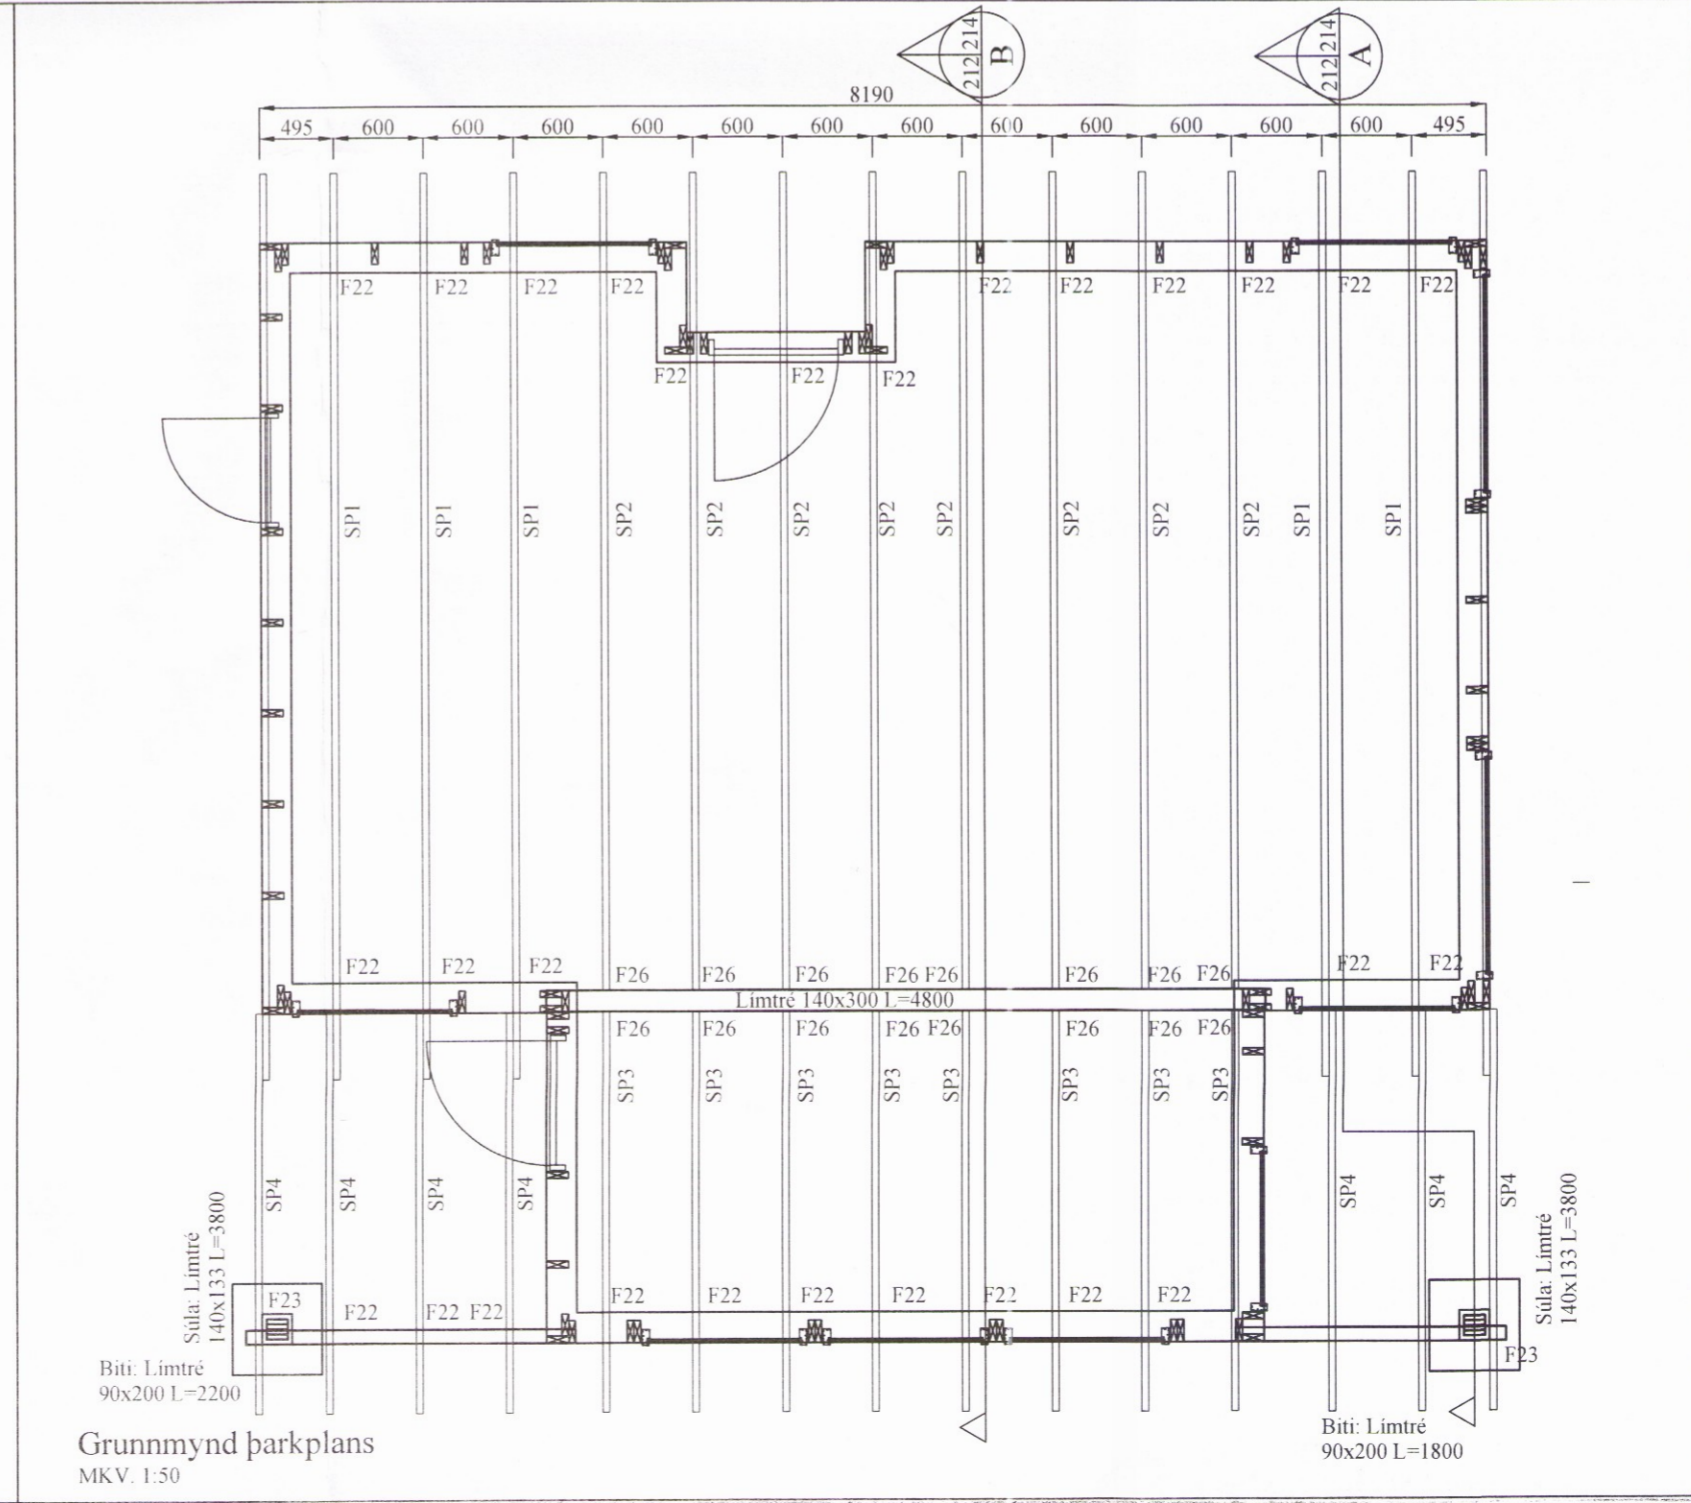 212 214
B
212 214
A
8190
495 600 600 600 600 600 600 600 600 600 600 600 600 495
F22 F22 F22 F22 F22 F22 F22 F22 F22 F22
F22 F22 F22
SP1 SP1 SP1 SP2 SP2 SP2 SP2 SP2 SP2 SP2 SP2 SP1 SP1
F22 F22 F22 F26 F26 F26 F26 F26 F26 F26 F26 F22 F22
Límtré 140x300 L=4800
F26 F26 F26 F26 F26 F26 F26 F26
SP3 SP3 SP3 SP3 SP3 SP3 SP3 SP3
SP4 SP4 SP4 SP4 SP4 SP4 SP4
Súla: Límtré
140x133 L=3800
Súla: Límtré
140x133 L=3800
F23 F22 F22 F22 F22 F22 F22 F22 F22 F22 F22
F23
Biti: Límtré
90x200 L=2200
Biti: Límtré
90x200 L=1800
Grunnmynd þarkplans
MKV. 1:50